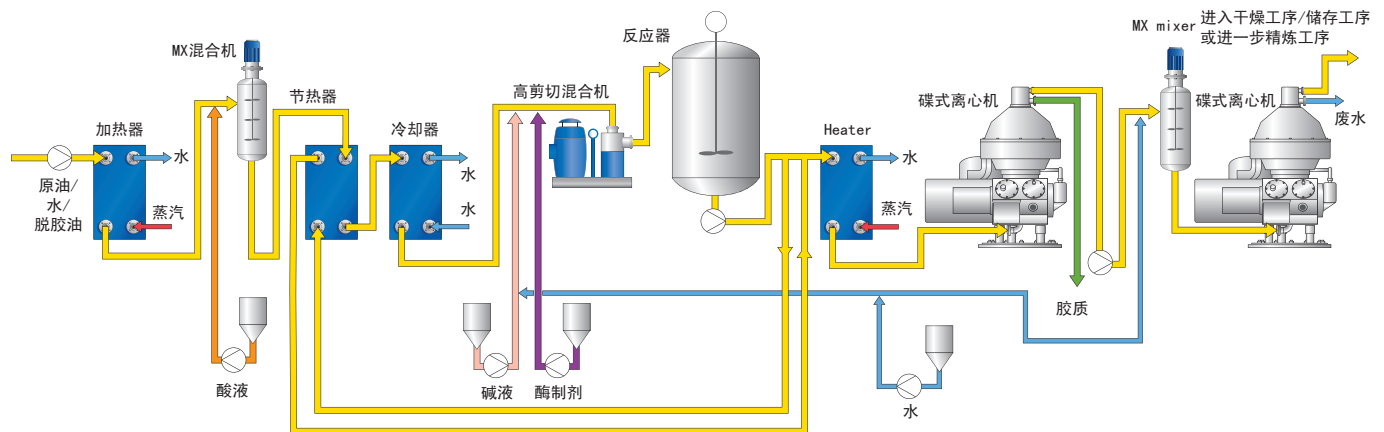 MX混合机
加热器
水
原油/
水/
脱胶油
蒸汽
酸液
节热器
冷却器
水
水
高剪切混合机
碱液
酶制剂
反应器
Heater
水
蒸汽
碟式离心机
胶质
水
MX mixer
进入干燥工序/储存工序
或进一步精炼工序
碟式离心机
废水